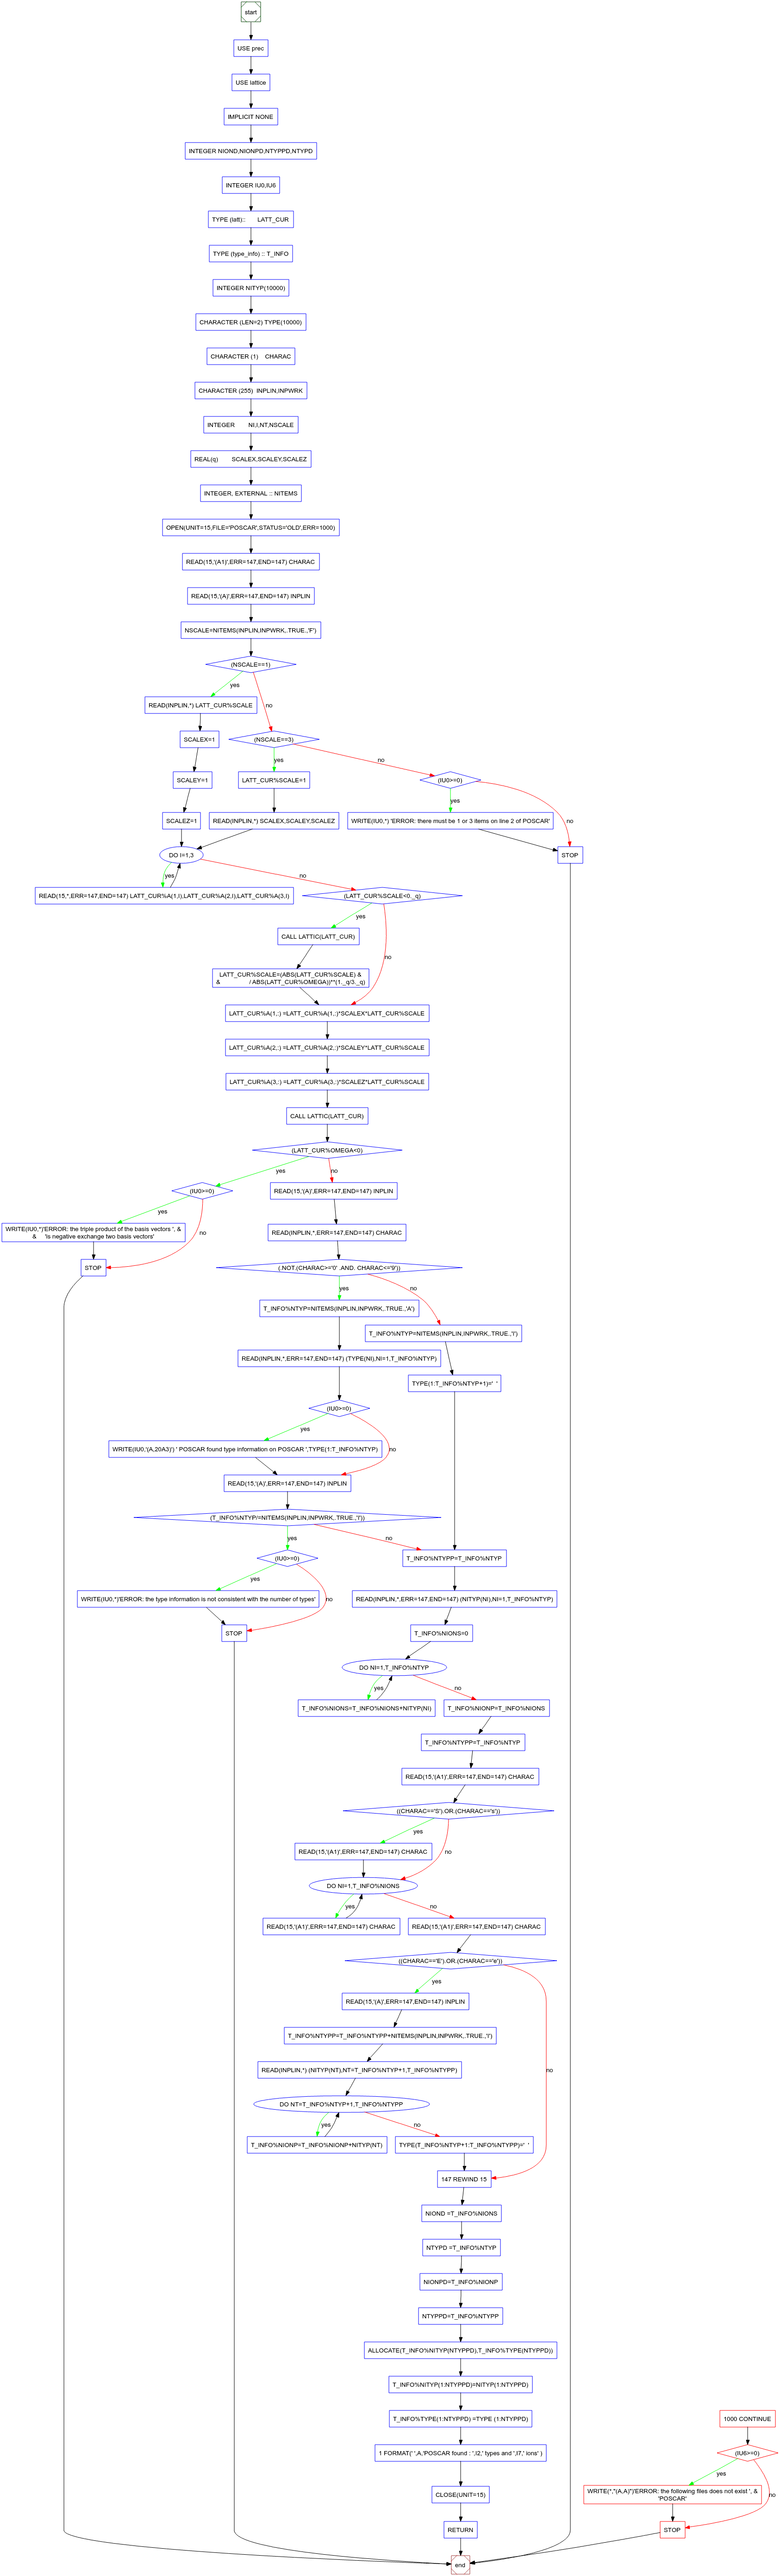 start
USE prec
USE lattice
IMPLICIT NONE
INTEGER NIOND,NIONPD,NTYPPD,NTYPD
INTEGER IU0,IU6
TYPE (latt)::       LATT_CUR
TYPE (type_info) :: T_INFO
INTEGER NITYP(10000)
CHARACTER (LEN=2) TYPE(10000)
CHARACTER (1)    CHARAC
CHARACTER (255)  INPLIN,INPWRK
INTEGER        NI,I,NT,NSCALE
REAL(q)        SCALEX,SCALEY,SCALEZ
INTEGER, EXTERNAL :: NITEMS
OPEN(UNIT=15,FILE='POSCAR',STATUS='OLD',ERR=1000)
READ(15,'(A1)',ERR=147,END=147) CHARAC
READ(15,'(A)',ERR=147,END=147) INPLIN
NSCALE=NITEMS(INPLIN,INPWRK,.TRUE.,'F')
(NSCALE==1)
yes
no
READ(INPLIN,*) LATT_CUR%SCALE
SCALEX=1
(NSCALE==3)
yes
no
SCALEY=1
LATT_CUR%SCALE=1
(IU0>=0)
yes
no
SCALEZ=1
READ(INPLIN,*) SCALEX,SCALEY,SCALEZ
WRITE(IU0,*) 'ERROR: there must be 1 or 3 items on line 2 of POSCAR'
DO I=1,3
STOP
yes
no
READ(15,*,ERR=147,END=147) LATT_CUR%A(1,I),LATT_CUR%A(2,I),LATT_CUR%A(3,I)
(LATT_CUR%SCALE<0._q)
yes
no
CALL LATTIC(LATT_CUR)
LATT_CUR%SCALE=(ABS(LATT_CUR%SCALE) &
&                 / ABS(LATT_CUR%OMEGA))**(1._q/3._q)
LATT_CUR%A(1,:) =LATT_CUR%A(1,:)*SCALEX*LATT_CUR%SCALE
LATT_CUR%A(2,:) =LATT_CUR%A(2,:)*SCALEY*LATT_CUR%SCALE
LATT_CUR%A(3,:) =LATT_CUR%A(3,:)*SCALEZ*LATT_CUR%SCALE
CALL LATTIC(LATT_CUR)
(LATT_CUR%OMEGA<0)
yes
no
(IU0>=0)
READ(15,'(A)',ERR=147,END=147) INPLIN
yes
no
WRITE(IU0,*)'ERROR: the triple product of the basis vectors ', &
&     'is negative exchange two basis vectors'
READ(INPLIN,*,ERR=147,END=147) CHARAC
STOP
(.NOT.(CHARAC>='0' .AND. CHARAC<='9'))
yes
no
T_INFO%NTYP=NITEMS(INPLIN,INPWRK,.TRUE.,'A')
T_INFO%NTYP=NITEMS(INPLIN,INPWRK,.TRUE.,'I')
READ(INPLIN,*,ERR=147,END=147) (TYPE(NI),NI=1,T_INFO%NTYP)
TYPE(1:T_INFO%NTYP+1)='  '
(IU0>=0)
yes
no
WRITE(IU0,'(A,20A3)') ' POSCAR found type information on POSCAR ',TYPE(1:T_INFO%NTYP)
READ(15,'(A)',ERR=147,END=147) INPLIN
(T_INFO%NTYP/=NITEMS(INPLIN,INPWRK,.TRUE.,'I'))
yes
no
(IU0>=0)
T_INFO%NTYPP=T_INFO%NTYP
yes
no
WRITE(IU0,*)'ERROR: the type information is not consistent with the number of types'
READ(INPLIN,*,ERR=147,END=147) (NITYP(NI),NI=1,T_INFO%NTYP)
STOP
T_INFO%NIONS=0
DO NI=1,T_INFO%NTYP
yes
no
T_INFO%NIONS=T_INFO%NIONS+NITYP(NI)
T_INFO%NIONP=T_INFO%NIONS
T_INFO%NTYPP=T_INFO%NTYP
READ(15,'(A1)',ERR=147,END=147) CHARAC
((CHARAC=='S').OR.(CHARAC=='s'))
yes
no
READ(15,'(A1)',ERR=147,END=147) CHARAC
DO NI=1,T_INFO%NIONS
yes
no
READ(15,'(A1)',ERR=147,END=147) CHARAC
READ(15,'(A1)',ERR=147,END=147) CHARAC
((CHARAC=='E').OR.(CHARAC=='e'))
yes
no
READ(15,'(A)',ERR=147,END=147) INPLIN
T_INFO%NTYPP=T_INFO%NTYPP+NITEMS(INPLIN,INPWRK,.TRUE.,'I')
READ(INPLIN,*) (NITYP(NT),NT=T_INFO%NTYP+1,T_INFO%NTYPP)
DO NT=T_INFO%NTYP+1,T_INFO%NTYPP
yes
no
T_INFO%NIONP=T_INFO%NIONP+NITYP(NT)
TYPE(T_INFO%NTYP+1:T_INFO%NTYPP)='  '
147 REWIND 15
NIOND =T_INFO%NIONS
NTYPD =T_INFO%NTYP
NIONPD=T_INFO%NIONP
NTYPPD=T_INFO%NTYPP
ALLOCATE(T_INFO%NITYP(NTYPPD),T_INFO%TYPE(NTYPPD))
T_INFO%NITYP(1:NTYPPD)=NITYP(1:NTYPPD)
T_INFO%TYPE(1:NTYPPD) =TYPE (1:NTYPPD)
1000 CONTINUE
1 FORMAT(' ',A,'POSCAR found : ',I2,' types and ',I7,' ions' )
(IU6>=0)
yes
no
CLOSE(UNIT=15)
WRITE(*,"(A,A)")'ERROR: the following files does not exist ', &
'POSCAR'
RETURN
STOP
end